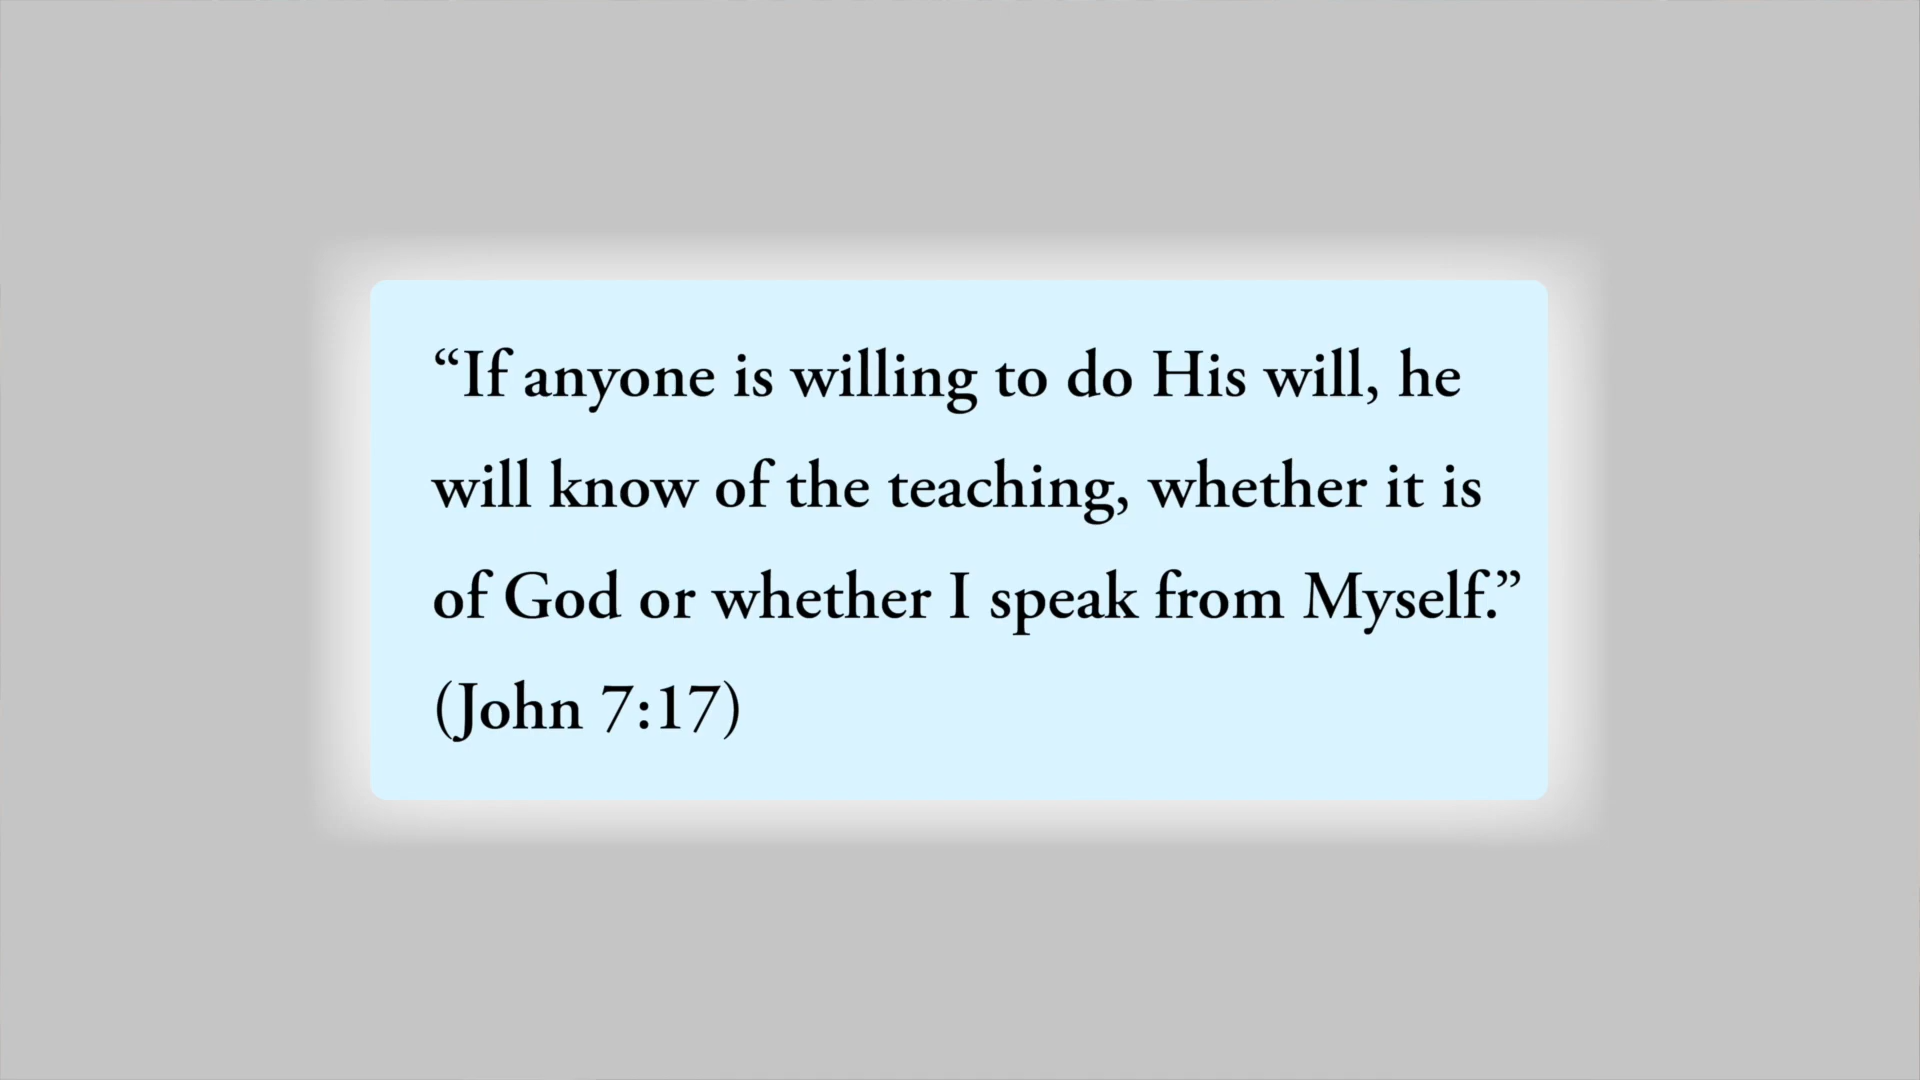 “If anyone is willing to do His will, he
will know of the teaching, whether it is
of God or whether I speak from Myself.”
(John 7:17)